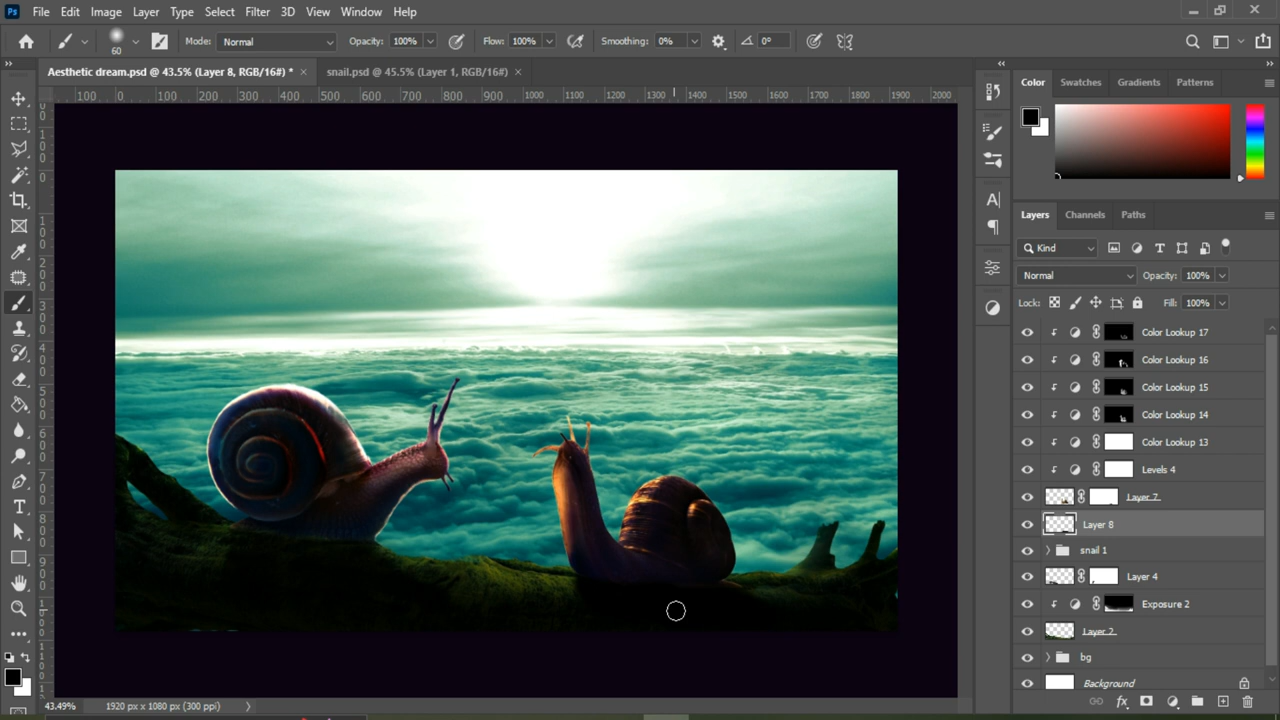 Ps File Edit Image Layer Type Select Filter 3D View Window Help
60 Mode: Normal Opacity: 100% Flow: 100% Smoothing: 0% 0°
Aesthetic dream.psd @ 43.5% (Layer 8, RGB/16#) * × snail.psd @ 45.5% (Layer 1, RGB/16#) ×
100 0 100 200 300 400 500 600 700 800 900 1000 1100 1200 1300 1400 1500 1600 1700 1800 1900 2000
Color Swatches Gradients Patterns
Layers Channels Paths
Kind
Normal Opacity: 100%
Lock: Fill: 100%
Color Lookup 17
Color Lookup 16
Color Lookup 15
Color Lookup 14
Color Lookup 13
Levels 4
Layer 7
Layer 8
snail 1
Layer 4
Exposure 2
Layer 2
bg
Background
43.49% 1920 px x 1080 px (300 ppi)